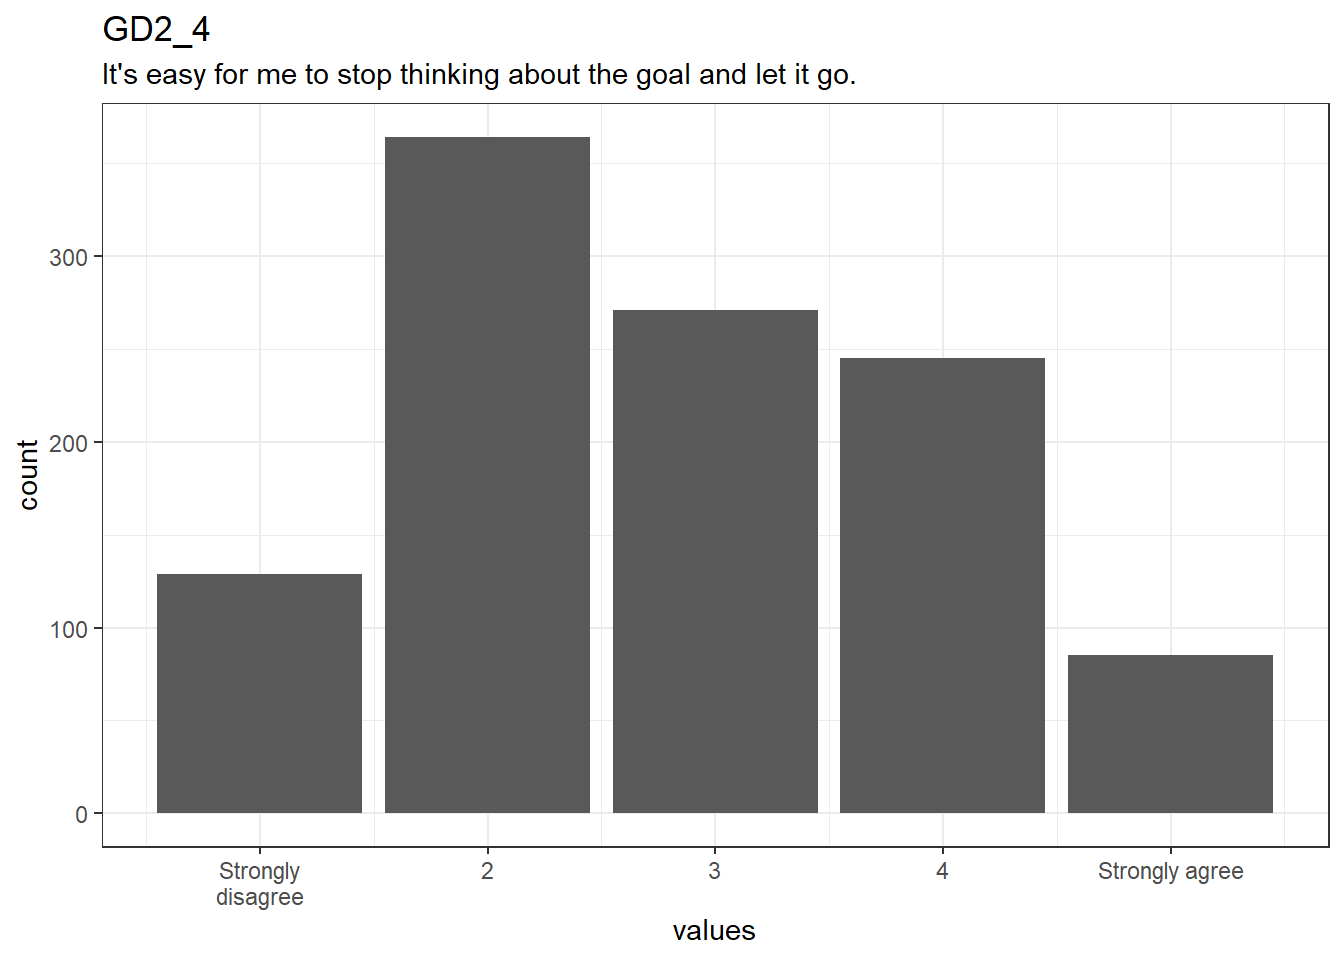 GD2_4
It's easy for me to stop thinking about the goal and let it go.
count
300
200
100
0
Strongly
disagree
2
3
4
Strongly agree
values